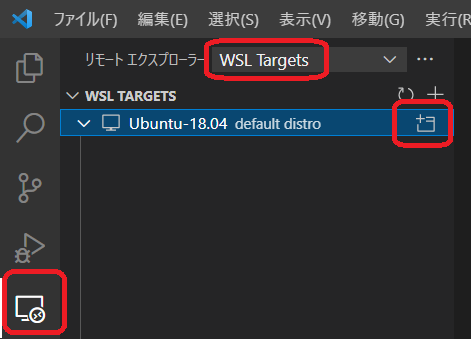 ファイル(F) 編集(E) 選択(S) 表示(V) 移動(G) 実行(R
リモート エクスプローラー WSL Targets
WSL TARGETS
Ubuntu-18.04 default distro